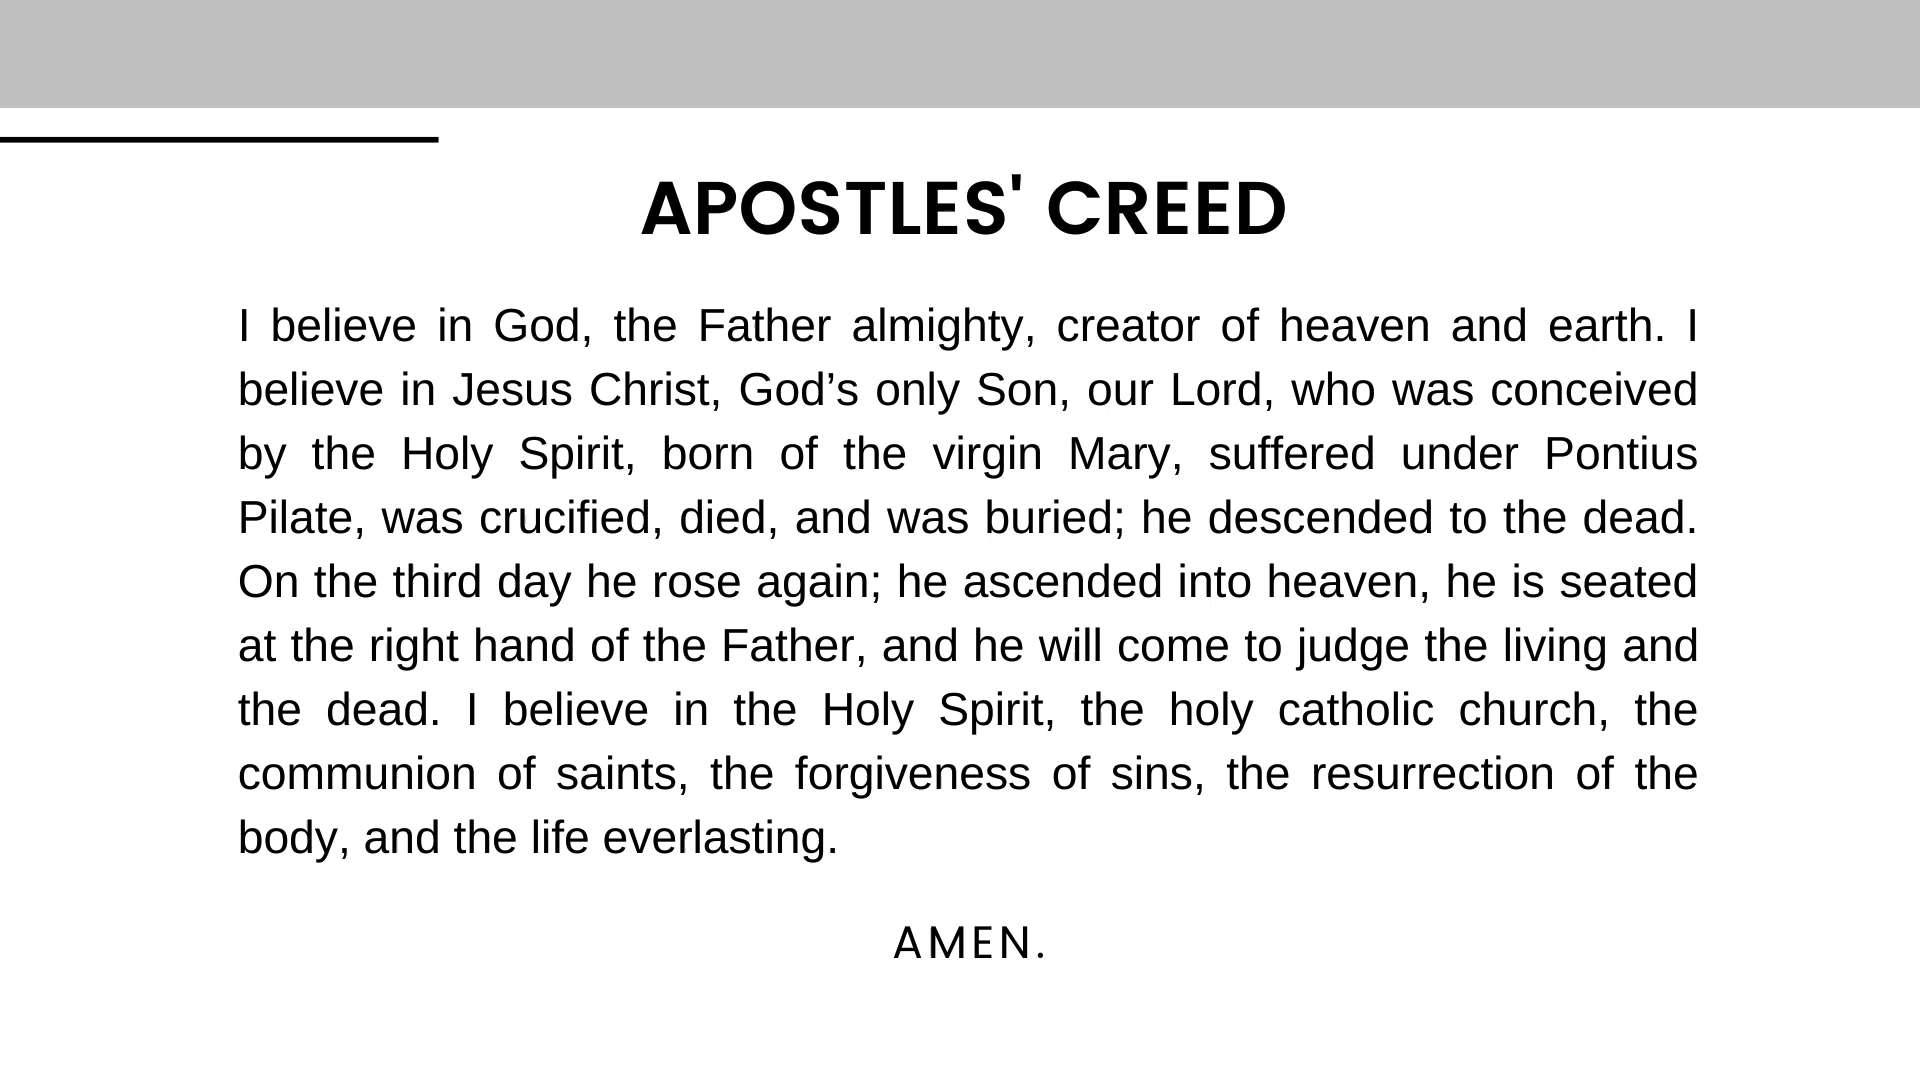 APOSTLES' CREED
I believe in God, the Father almighty, creator of heaven and earth. I
believe in Jesus Christ, God’s only Son, our Lord, who was conceived
by the Holy Spirit, born of the virgin Mary, suffered under Pontius
Pilate, was crucified, died, and was buried; he descended to the dead.
On the third day he rose again; he ascended into heaven, he is seated
at the right hand of the Father, and he will come to judge the living and
the dead. I believe in the Holy Spirit, the holy catholic church, the
communion of saints, the forgiveness of sins, the resurrection of the
body, and the life everlasting.
AMEN.